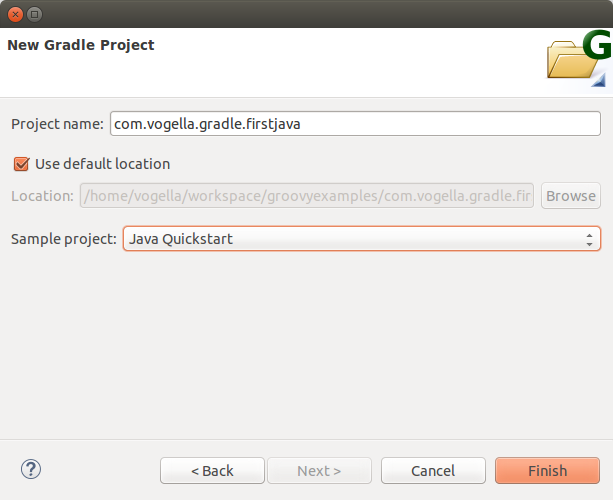 New Gradle Project
G
Project name: com.vogella.gradle.firstjava
Use default location
Location: /home/vogella/workspace/groovyexamples/com.vogella.gradle.fir Browse
Sample project: Java Quickstart
? < Back Next > Cancel Finish